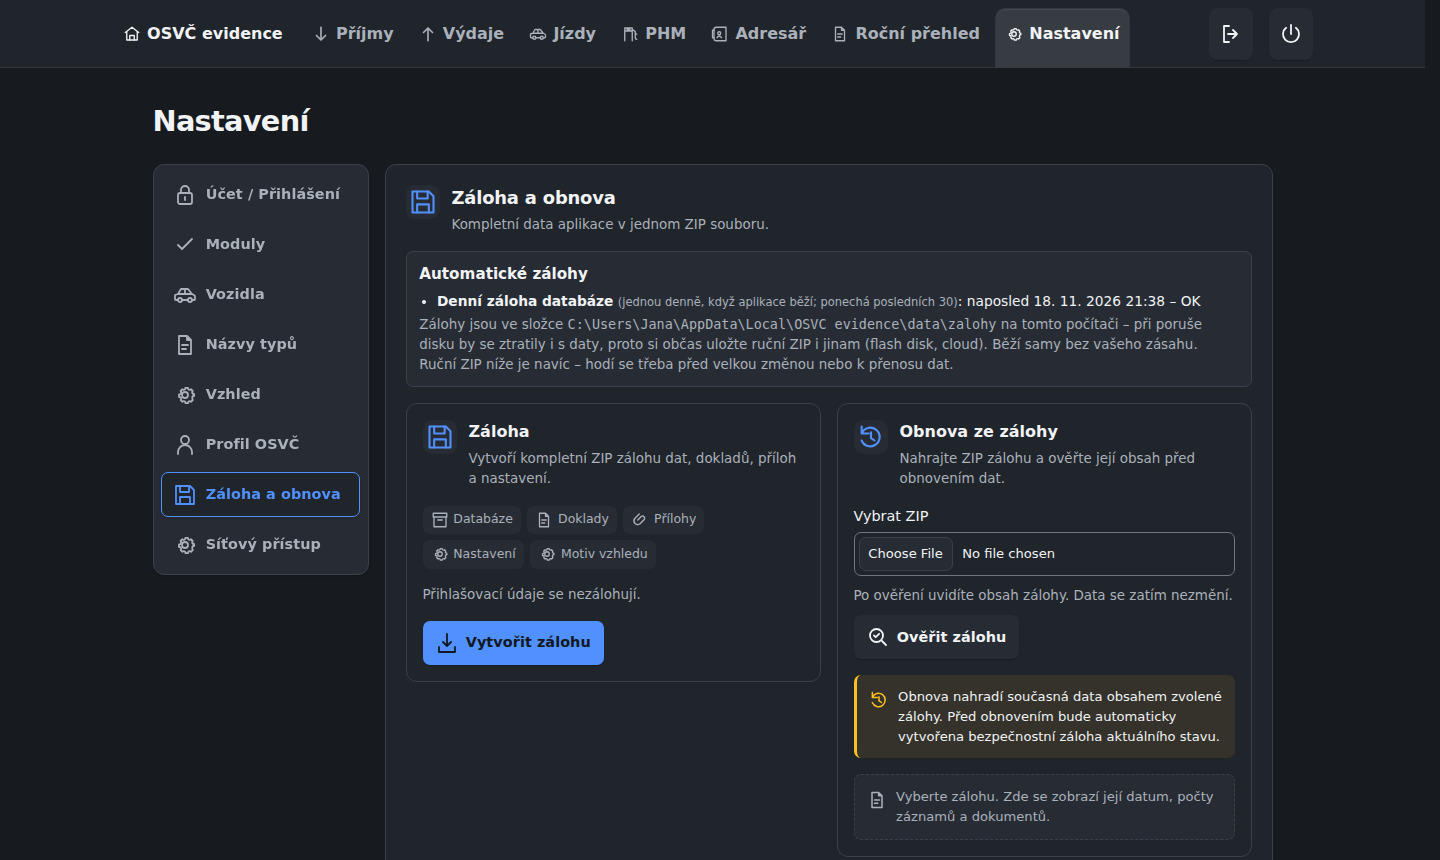 OSVČ evidence
Příjmy
Výdaje
Jízdy
PHM
Adresář
Roční přehled
Nastavení
Nastavení
Účet / Přihlášení
Moduly
Vozidla
Názvy typů
Vzhled
Profil OSVČ
Záloha a obnova
Síťový přístup
Záloha a obnova
Kompletní data aplikace v jednom ZIP souboru.
Automatické zálohy
• Denní záloha databáze (jednou denně, když aplikace běží; ponechá posledních 30): naposled 18. 11. 2026 21:38 – OK
Zálohy jsou ve složce C:\Users\Jana\AppData\Local\OSVC evidence\data\zalohy na tomto počítači – při poruše
disku by se ztratily i s daty, proto si občas uložte ruční ZIP i jinam (flash disk, cloud). Běží samy bez vašeho zásahu.
Ruční ZIP níže je navíc – hodí se třeba před velkou změnou nebo k přenosu dat.
Záloha
Vytvoří kompletní ZIP zálohu dat, dokladů, příloh
a nastavení.
Databáze
Doklady
Přílohy
Nastavení
Motiv vzhledu
Přihlašovací údaje se nezálohují.
Vytvořit zálohu
Obnova ze zálohy
Nahrajte ZIP zálohu a ověřte její obsah před
obnovením dat.
Vybrat ZIP
Choose File No file chosen
Po ověření uvidíte obsah zálohy. Data se zatím nezmění.
Ověřit zálohu
Obnova nahradí současná data obsahem zvolené
zálohy. Před obnovením bude automaticky
vytvořena bezpečnostní záloha aktuálního stavu.
Vyberte zálohu. Zde se zobrazí její datum, počty
záznamů a dokumentů.